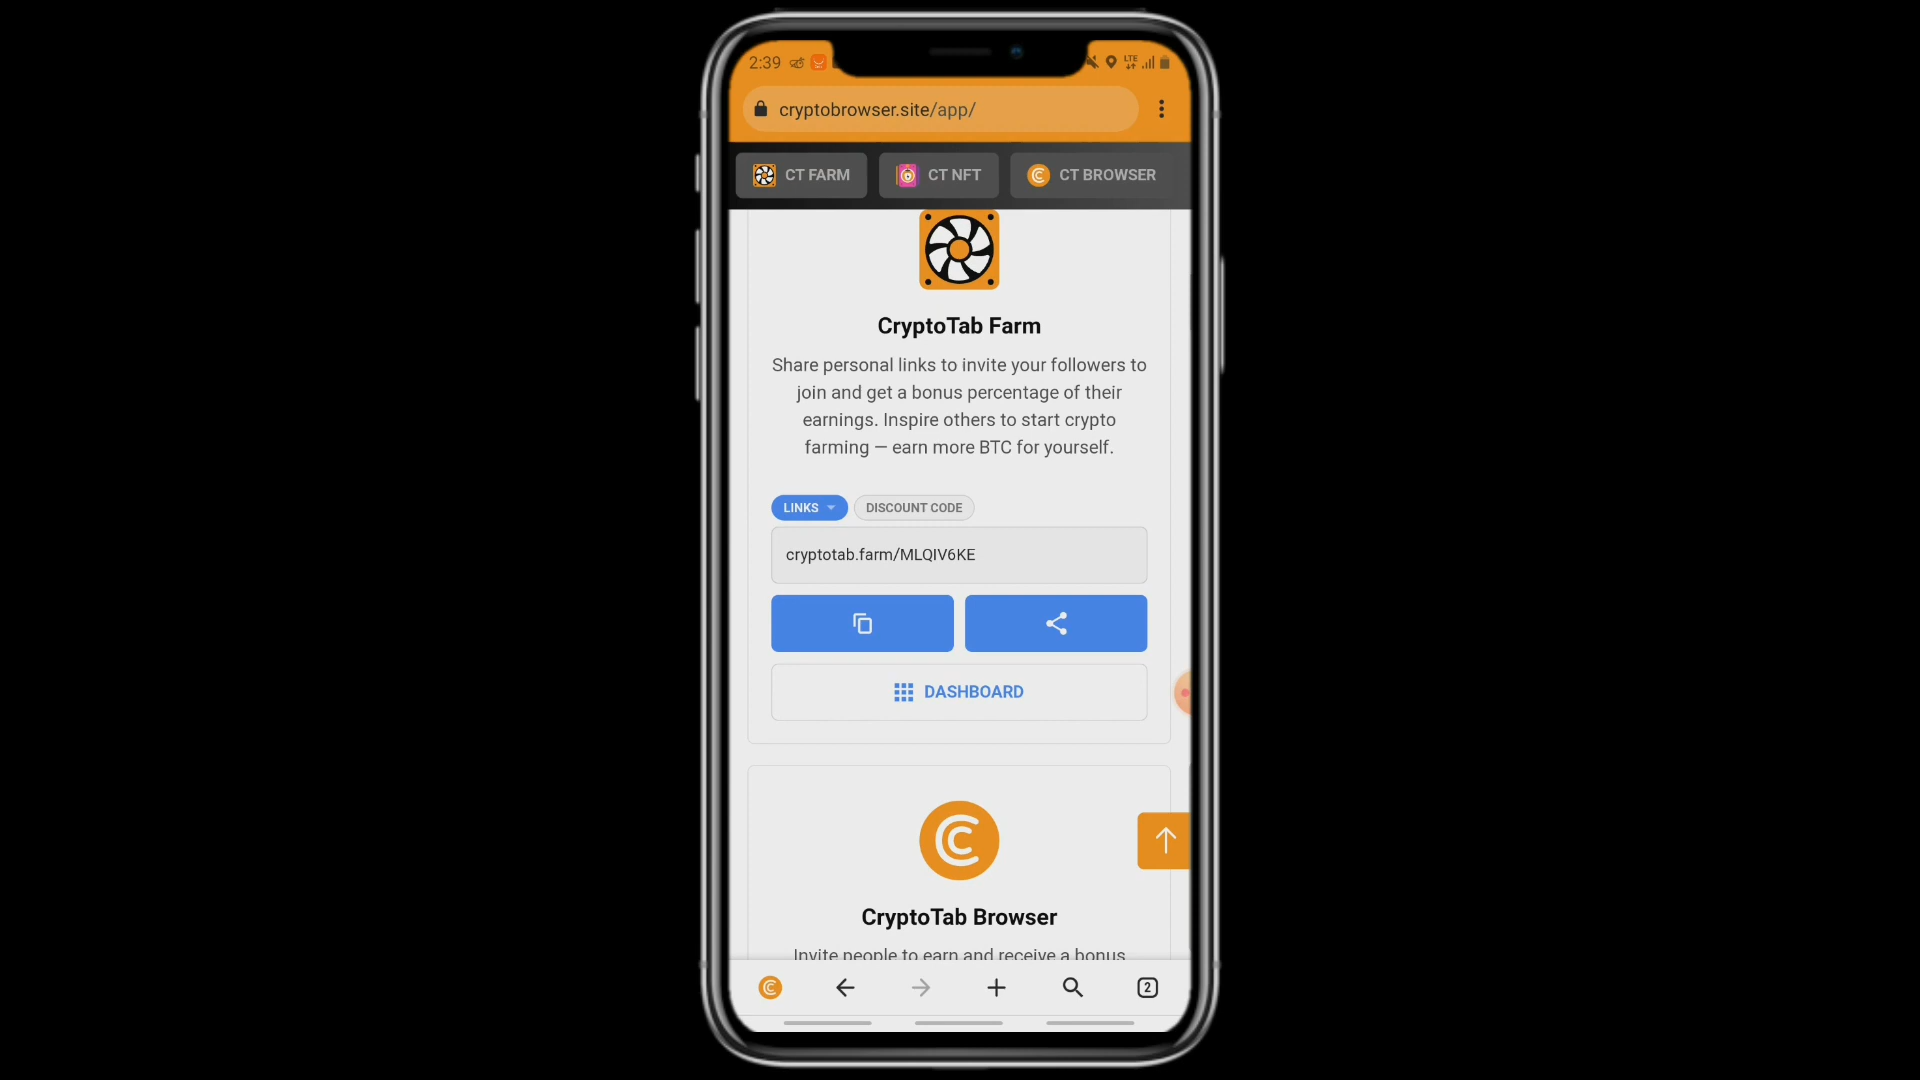 2:39
LTE
cryptobrowser.site/app/
CT FARM
CT NFT
CT BROWSER
CryptoTab Farm
Share personal links to invite your followers to
join and get a bonus percentage of their
earnings. Inspire others to start crypto
farming — earn more BTC for yourself.
LINKS
DISCOUNT CODE
cryptotab.farm/MLQIV6KE
DASHBOARD
CryptoTab Browser
Invite people to earn and receive a bonus
2